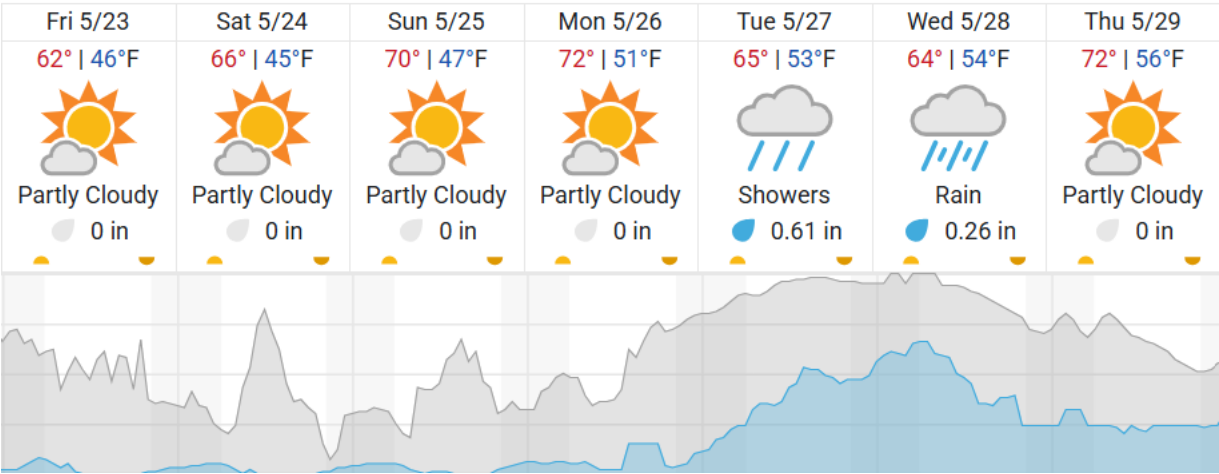 Fri 5/23 Sat 5/24 Sun 5/25 Mon 5/26 Tue 5/27 Wed 5/28 Thu 5/29
62° | 46°F 66° | 45°F 70° | 47°F 72° | 51°F 65° | 53°F 64° | 54°F 72° | 56°F
Partly Cloudy Partly Cloudy Partly Cloudy Partly Cloudy Showers Rain Partly Cloudy
0 in 0 in 0 in 0 in 0.61 in 0.26 in 0 in